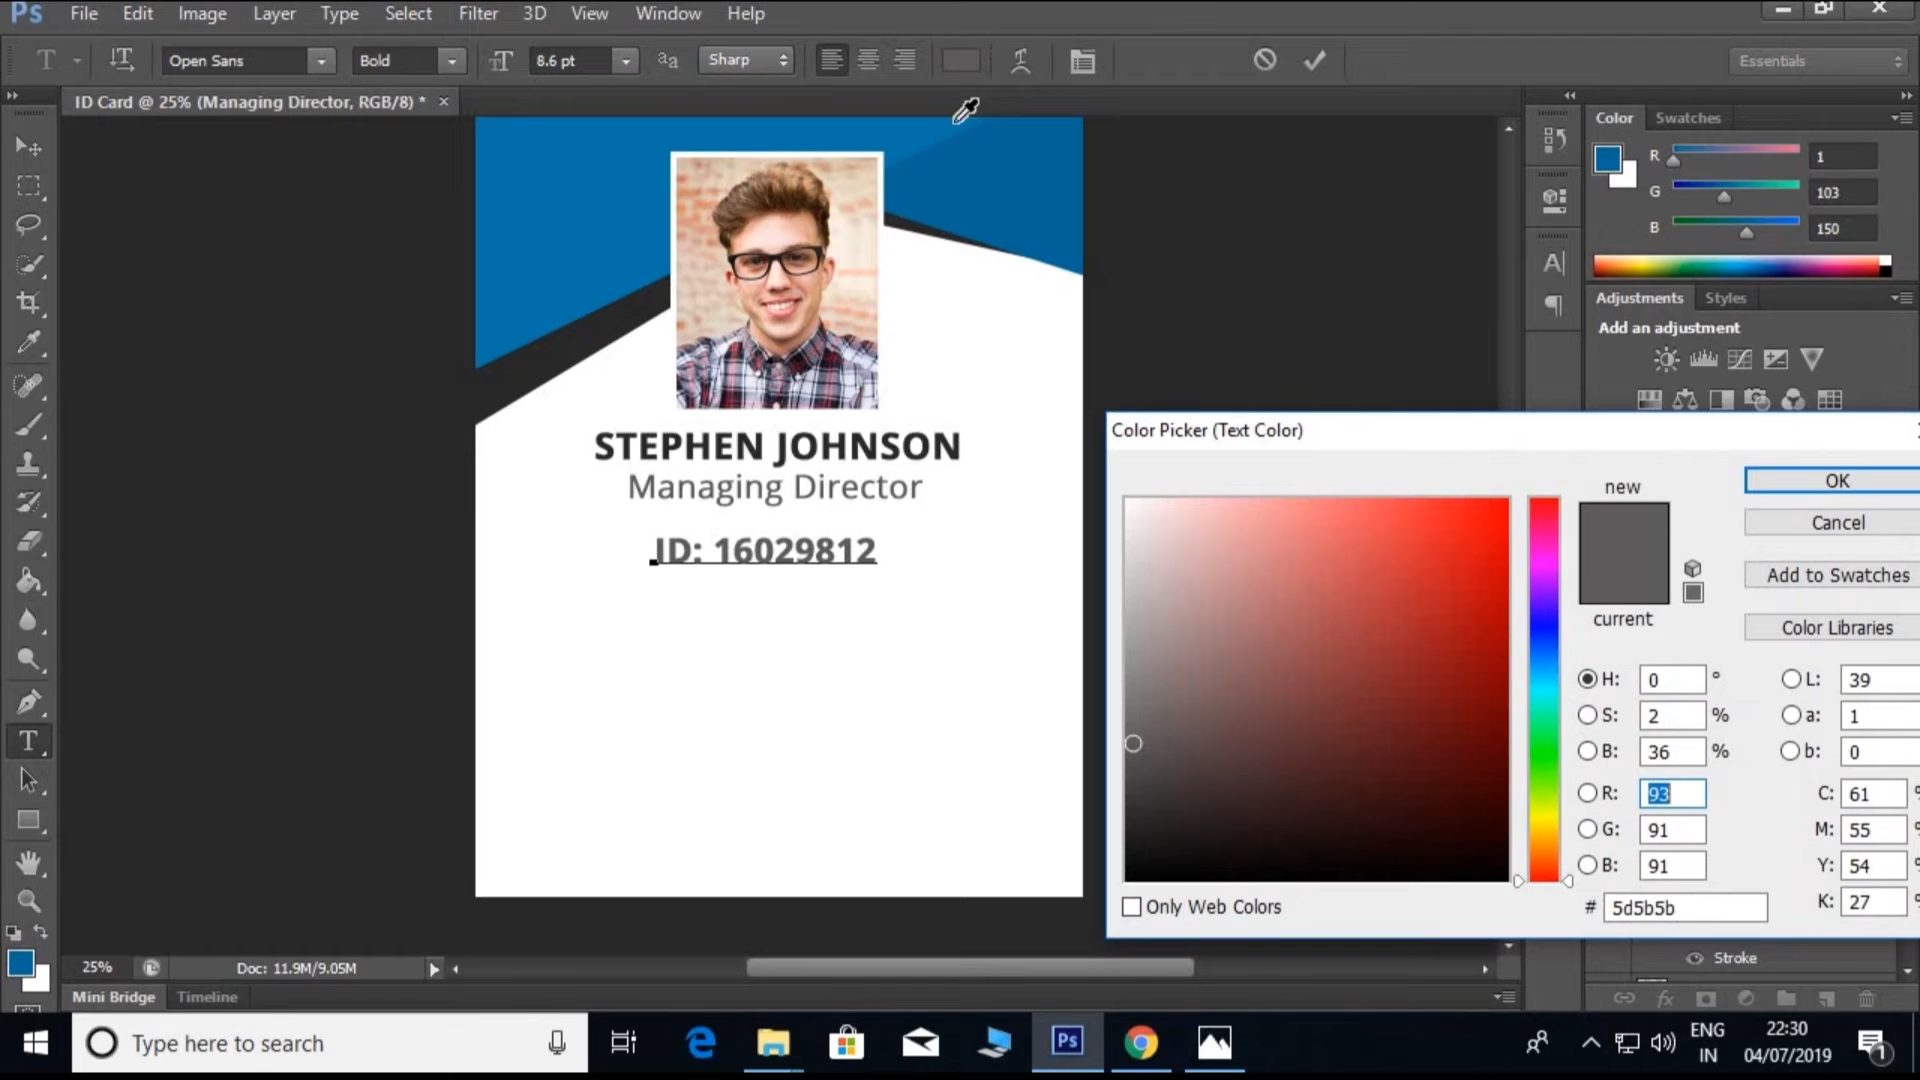 Ps File Edit Image Layer Type Select Filter 3D View Window Help
T Open Sans Bold 8.6 pt aa Sharp Essentials
ID Card @ 25% (Managing Director, RGB/8) * ×
Color Swatches
R 1
G 103
B 150
Adjustments Styles
Add an adjustment
STEPHEN JOHNSON
Managing Director
ID: 16029812
Color Picker (Text Color)
new
current
OK
Cancel
Add to Swatches
Color Libraries
H: 0 ° L: 39
S: 2 % a: 1
B: 36 % b: 0
R: 93 C: 61 %
G: 91 M: 55 %
B: 91 Y: 54 %
# 5d5b5b K: 27 %
Only Web Colors
Stroke
25% Doc: 11.9M/9.05M
Mini Bridge Timeline
Type here to search
Ps
ENG
IN
22:30
04/07/2019
1